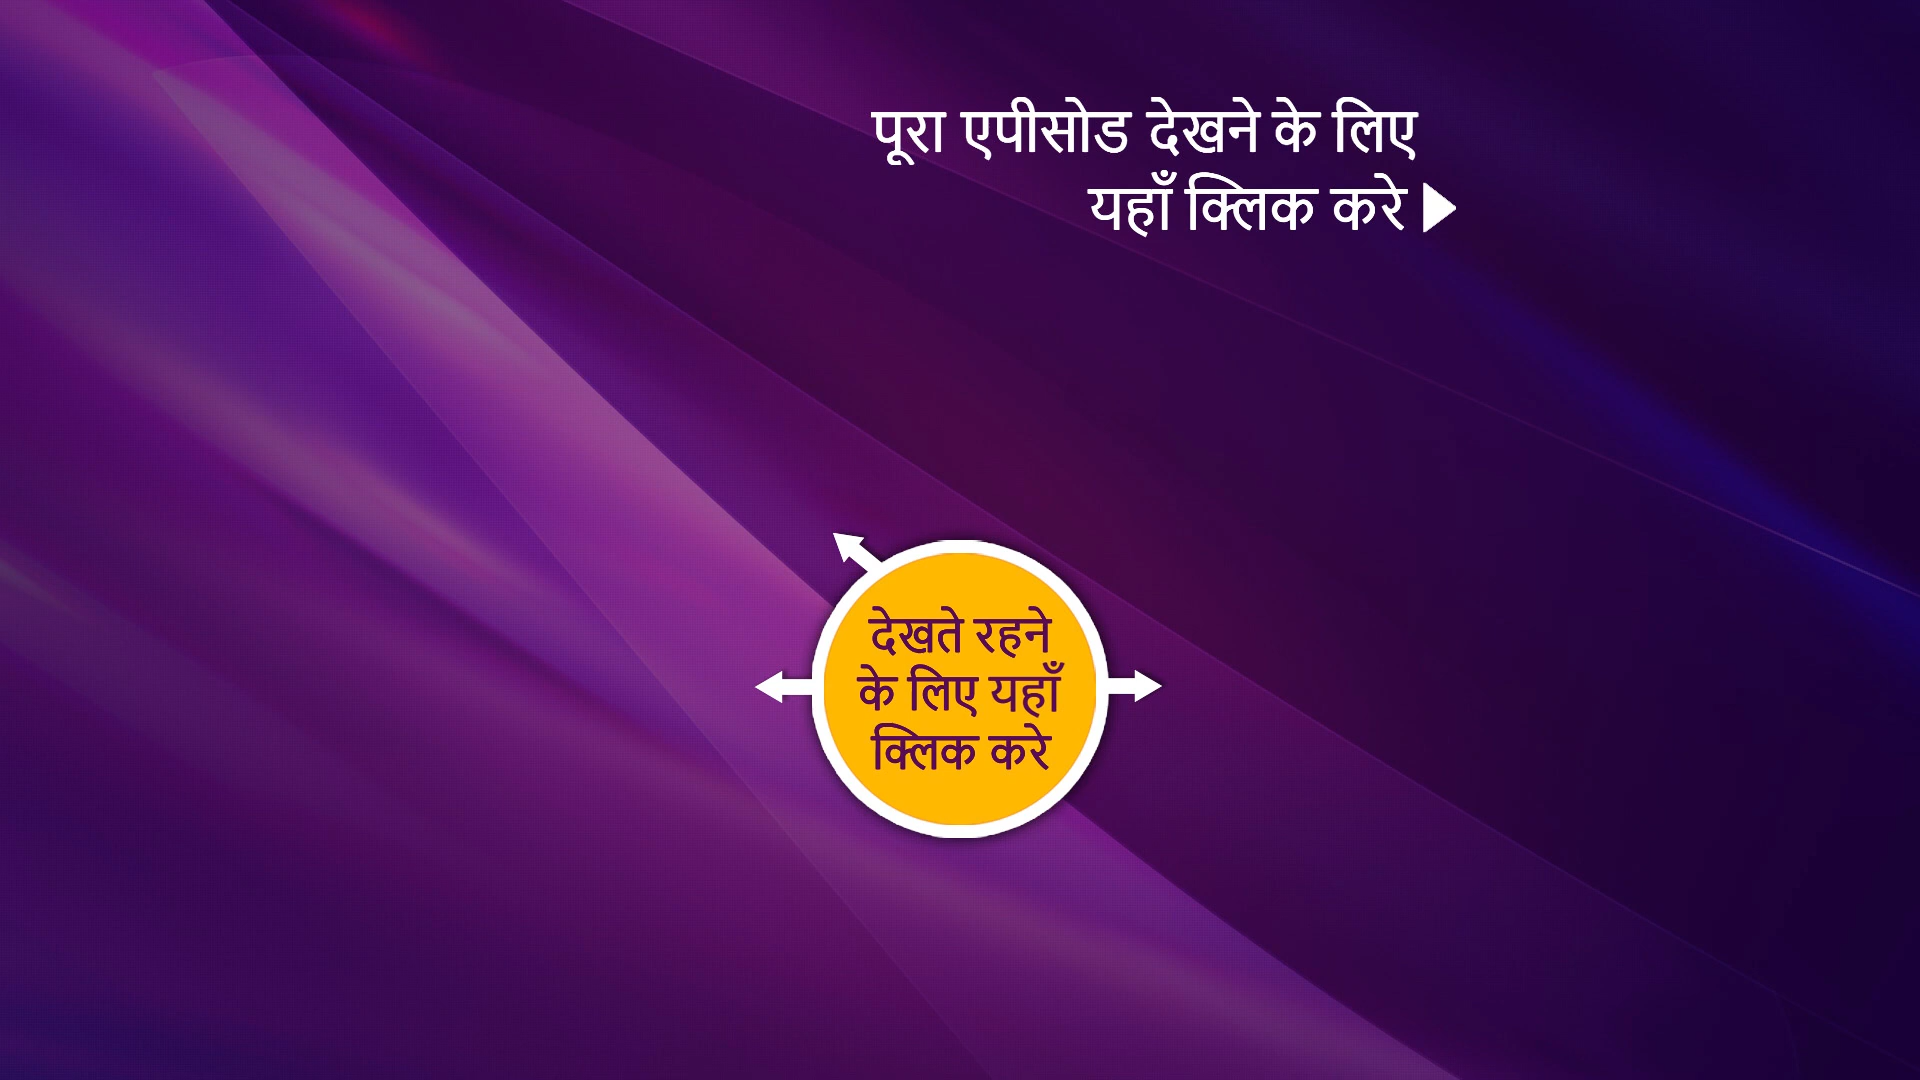 पूरा एपीसोड देखने के लिए
यहाँ क्लिक करे
देखते रहने
के लिए यहाँ
क्लिक करे